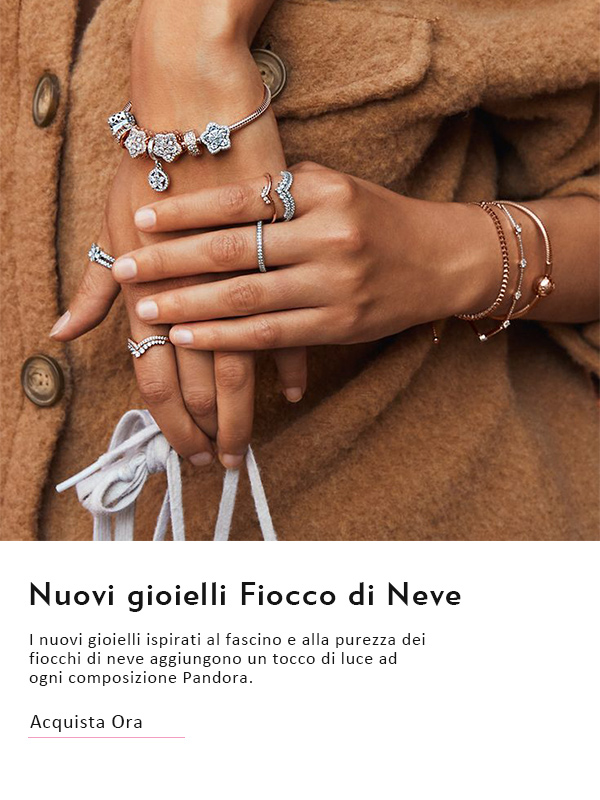 Nuovi gioielli Fiocco di Neve
I nuovi gioielli ispirati al fascino e alla purezza dei
fiocchi di neve aggiungono un tocco di luce ad
ogni composizione Pandora.
Acquista Ora